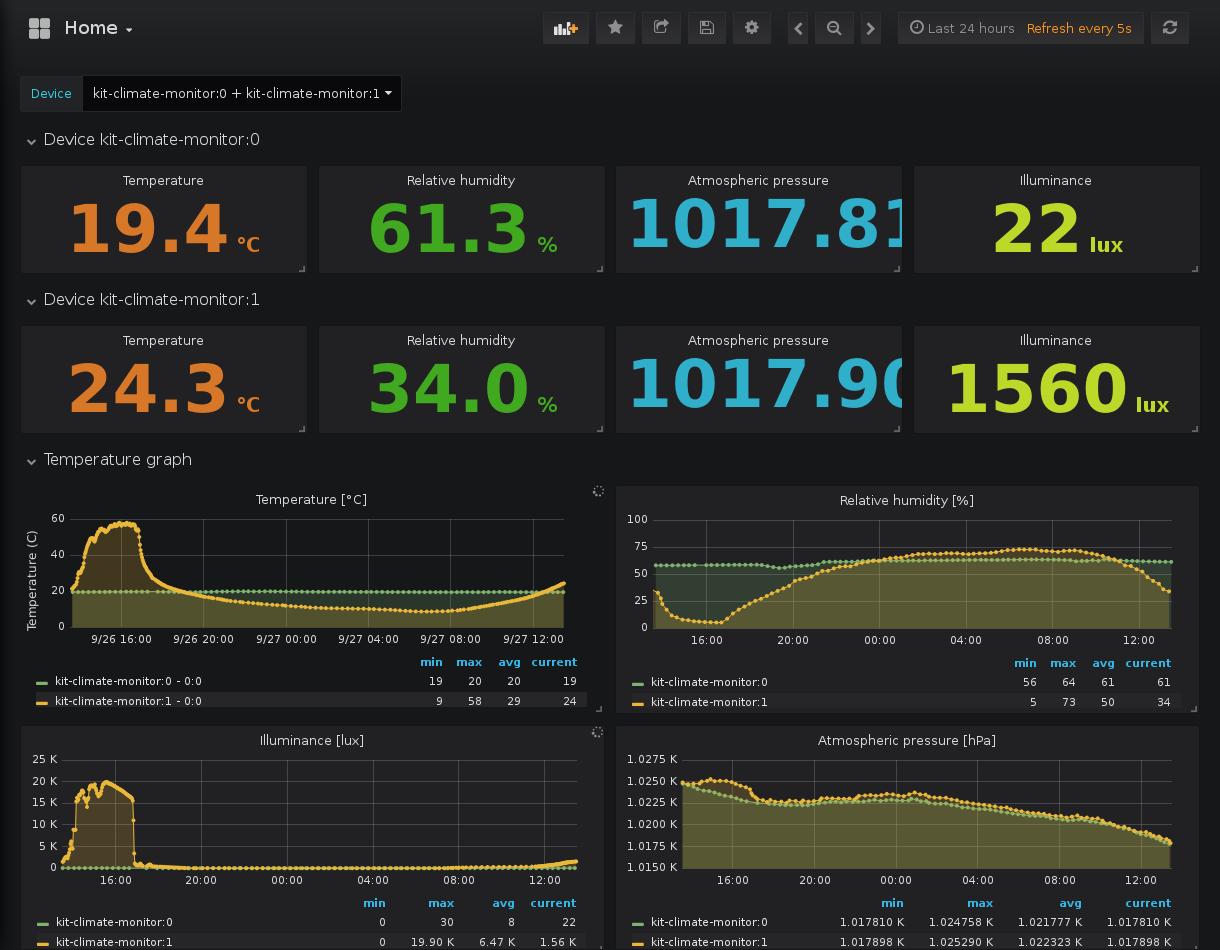 Home
Last 24 hours Refresh every 5s
Device kit-climate-monitor:0 + kit-climate-monitor:1
Device kit-climate-monitor:0
Temperature Relative humidity Atmospheric pressure Illuminance
19.4 °C 61.3 % 1017.81 22 lux
Device kit-climate-monitor:1
Temperature Relative humidity Atmospheric pressure Illuminance
24.3 °C 34.0 % 1017.90 1560 lux
Temperature graph
Temperature [°C]
Temperature (C)
60
40
20
0
9/26 16:00 9/26 20:00 9/27 00:00 9/27 04:00 9/27 08:00 9/27 12:00
min max avg current
kit-climate-monitor:0 - 0:0 19 20 20 19
kit-climate-monitor:1 - 0:0 9 58 29 24
Relative humidity [%]
100
75
50
25
0
16:00 20:00 00:00 04:00 08:00 12:00
min max avg current
kit-climate-monitor:0 56 64 61 61
kit-climate-monitor:1 5 73 50 34
Illuminance [lux]
25 K
20 K
15 K
10 K
5 K
0
16:00 20:00 00:00 04:00 08:00 12:00
min max avg current
kit-climate-monitor:0 0 30 8 22
kit-climate-monitor:1 0 19.90 K 6.47 K 1.56 K
Atmospheric pressure [hPa]
1.0275 K
1.0250 K
1.0225 K
1.0200 K
1.0175 K
1.0150 K
16:00 20:00 00:00 04:00 08:00 12:00
min max avg current
kit-climate-monitor:0 1.017810 K 1.024758 K 1.021777 K 1.017810 K
kit-climate-monitor:1 1.017898 K 1.025290 K 1.022323 K 1.017898 K